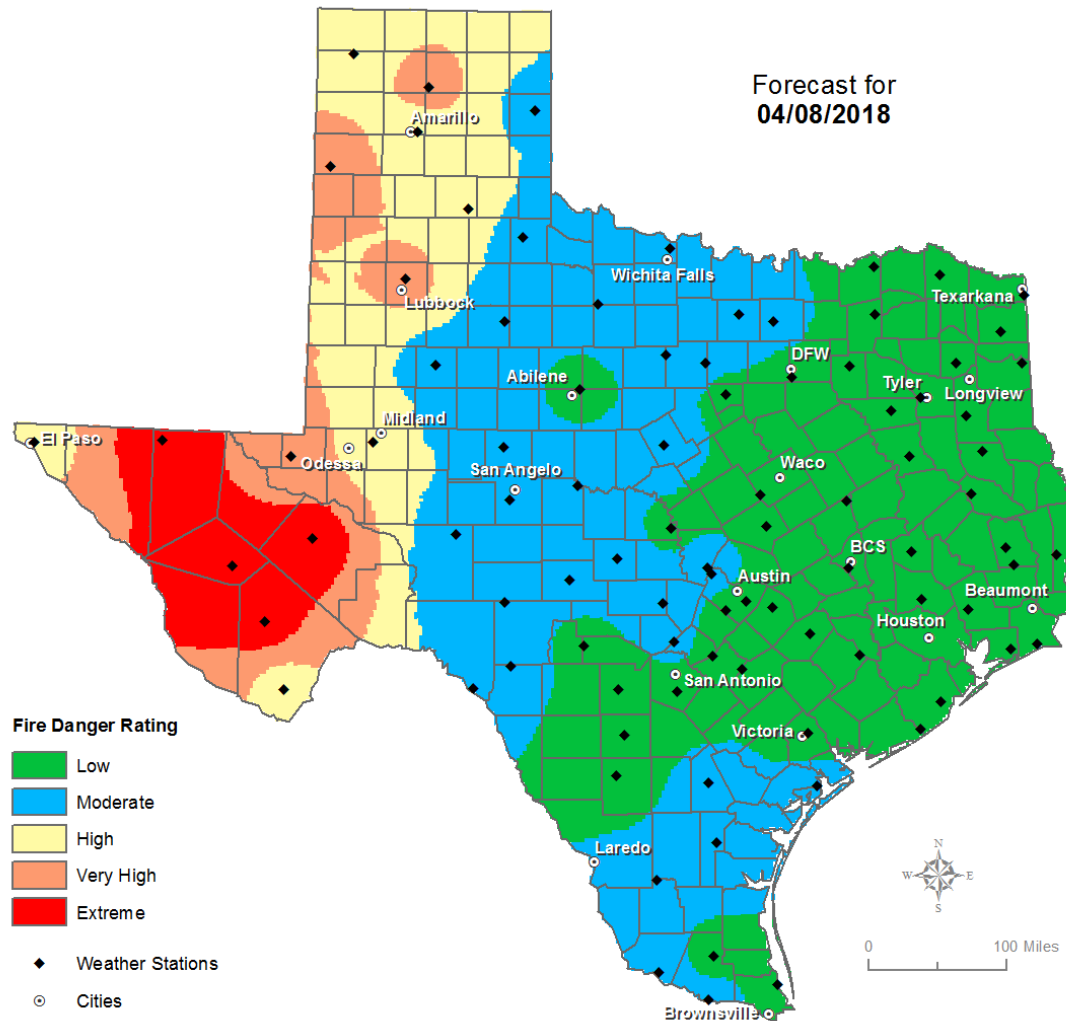 Forecast for
04/08/2018
Amarillo
Wichita Falls
Lubbock
Texarkana
DFW
Abilene
Tyler
Longview
Midland
El Paso
Odessa
San Angelo
Waco
BCS
Austin
Beaumont
Houston
San Antonio
Victoria
Laredo
Brownsville
Fire Danger Rating
Low
Moderate
High
Very High
Extreme
Weather Stations
Cities
N
W E
S
0 100 Miles